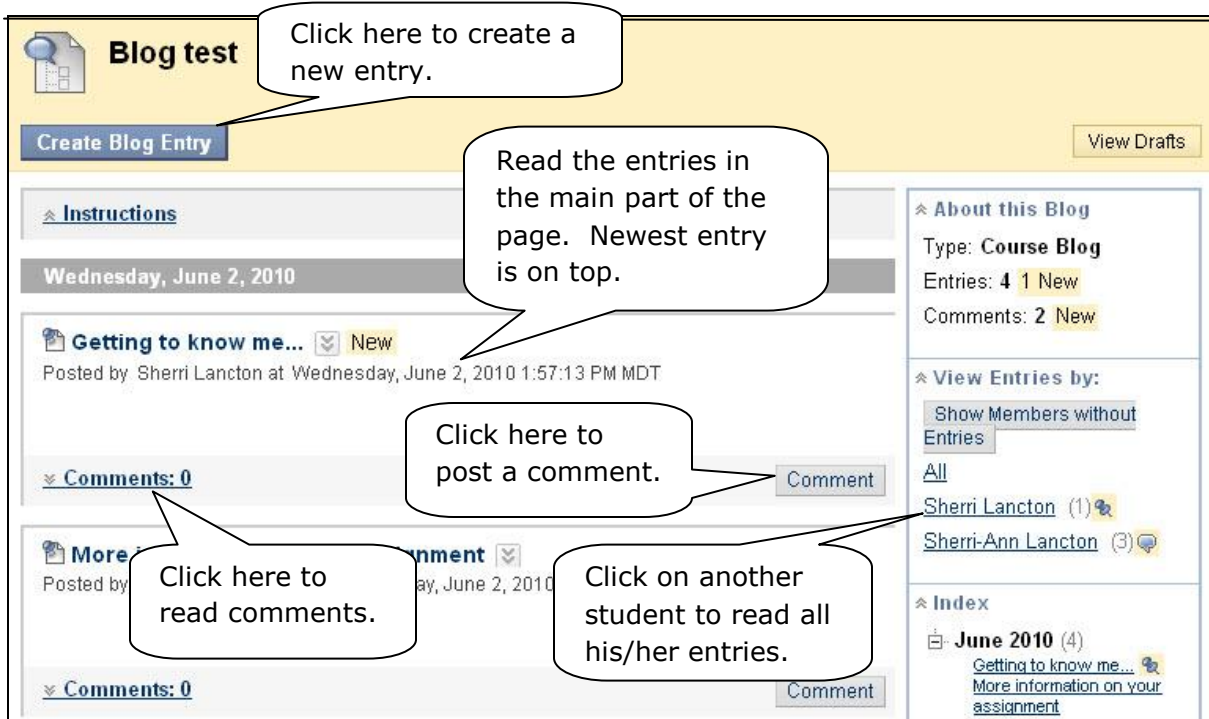 Blog test
Click here to create a
new entry.
Create Blog Entry
View Drafts
Read the entries in
the main part of the
page. Newest entry
is on top.
Instructions
Wednesday, June 2, 2010
Getting to know me... New
Posted by Sherri Lancton at Wednesday, June 2, 2010 1:57:13 PM MDT
Click here to
post a comment.
Comments: 0
Comment
More
nment
Posted by
ay, June 2, 2010
Click here to
read comments.
Click on another
student to read all
his/her entries.
Comments: 0
Comment
About this Blog
Type: Course Blog
Entries: 4 1 New
Comments: 2 New
View Entries by:
Show Members without
Entries
All
Sherri Lancton (1)
Sherri-Ann Lancton (3)
Index
June 2010 (4)
Getting to know me...
More information on your
assignment